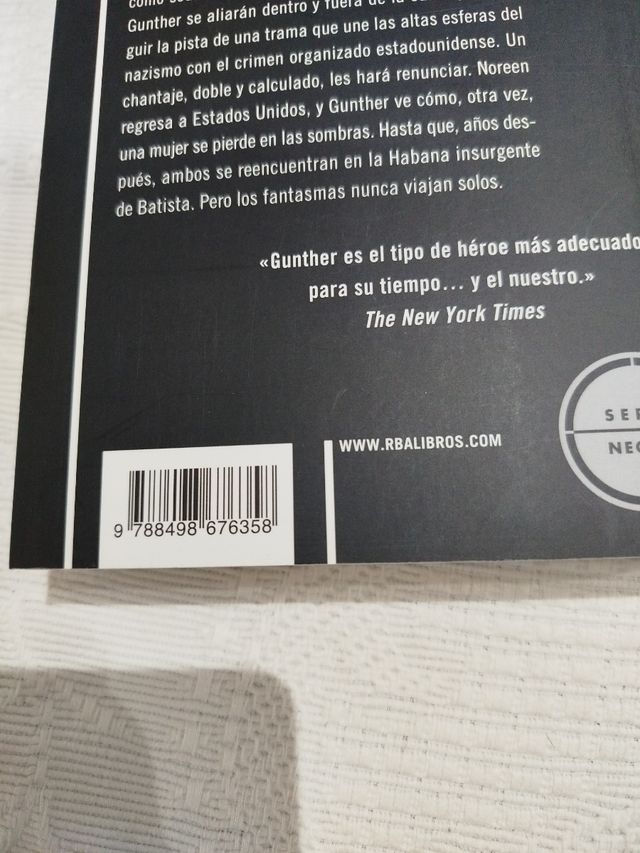 Gunther se aliarán dentro y fuera de la
guir la pista de una trama que une las altas esferas del
nazismo con el crimen organizado estadounidense. Un
chantaje, doble y calculado, les hará renunciar. Noreen
regresa a Estados Unidos, y Gunther ve cómo, otra vez,
una mujer se pierde en las sombras. Hasta que, años des-
pués, ambos se reencuentran en la Habana insurgente
de Batista. Pero los fantasmas nunca viajan solos.
«Gunther es el tipo de héroe más adecuado
para su tiempo... y el nuestro.»
The New York Times
WWW.RBALIBROS.COM
SER
NEG
9 788498 676358